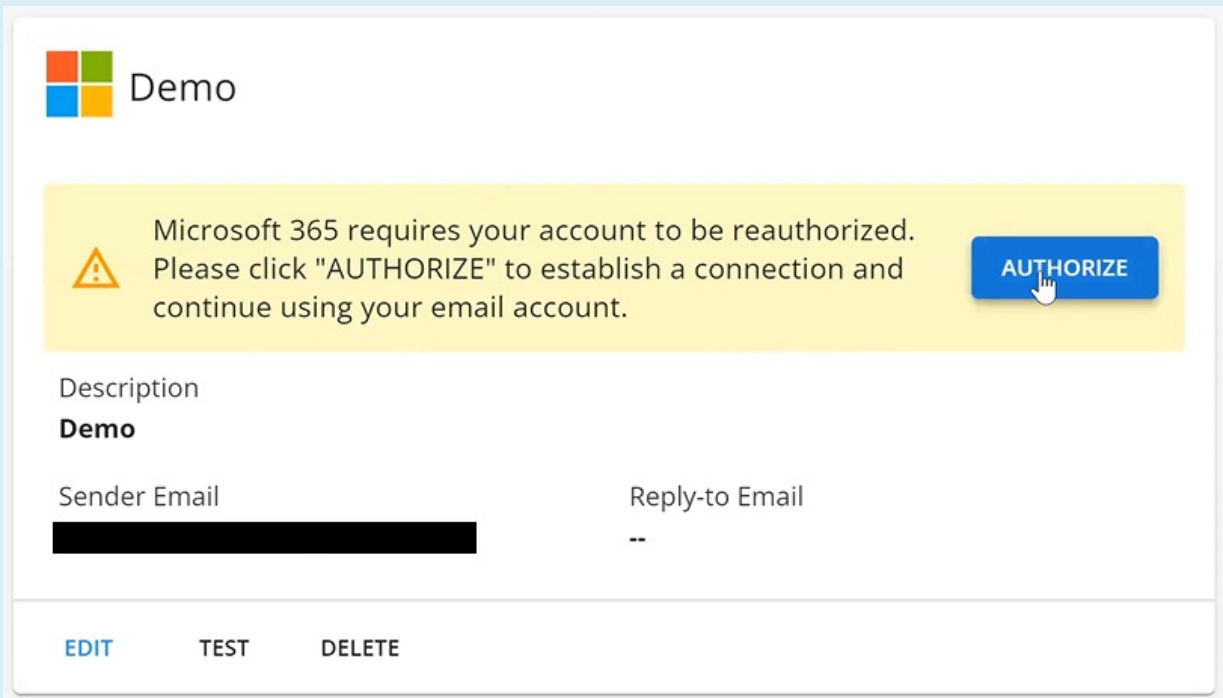 Demo
Microsoft 365 requires your account to be reauthorized.
Please click "AUTHORIZE" to establish a connection and
continue using your email account.
AUTHORIZE
Description
Demo
Sender Email
Reply-to Email
--
EDIT
TEST
DELETE